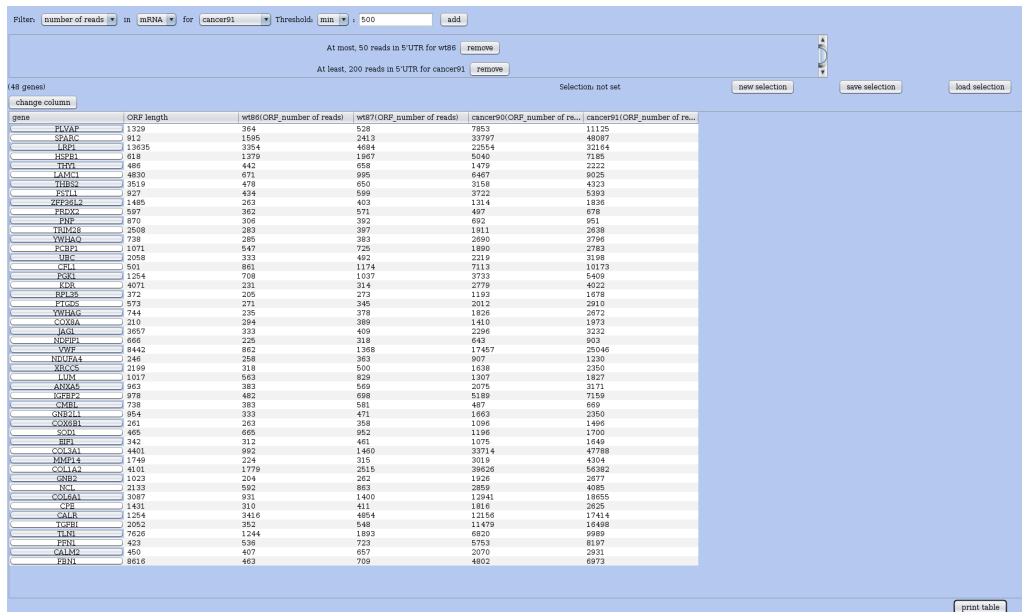 Filter: number of reads in mRNA for cancer91 Threshold: min : 500 add
At most, 50 reads in 5'UTR for wt86 remove
At least, 200 reads in 5'UTR for cancer91 remove
(48 genes) Selection: not set new selection save selection load selection
change column
gene ORF length wt86(ORF_number of reads) wt87(ORF_number of reads) cancer90(ORF_number of re... cancer91(ORF_number of re...
PLVAP 1329 364 528 7853 11125
SPARC 912 1595 2413 33797 48087
LRP1 13635 3354 4684 22554 32164
HSPB1 618 1379 1967 5040 7185
THY1 486 442 658 1479 2222
LAMC1 4830 671 995 6467 9025
THBS2 3519 478 650 3158 4323
FSTL1 927 434 599 3722 5393
ZFP36L2 1485 263 403 1314 1836
PRDX2 597 362 571 497 678
PNP 870 306 392 692 951
TRIM28 2508 283 397 1911 2638
YWHAQ 738 285 383 2690 3796
PCBP1 1071 547 725 1890 2783
UBC 2058 333 492 2219 3198
CFL1 501 861 1174 7113 10173
PGK1 1254 708 1037 3733 5409
KDR 4071 231 314 2779 4022
RPL35 372 205 273 1193 1678
PTGDS 573 271 345 2012 2910
YWHAG 744 235 378 1826 2672
COX8A 210 294 389 1410 1973
JAG1 3657 333 409 2296 3232
NDFIP1 666 225 318 643 903
VWF 8442 862 1368 17457 25046
NDUFA4 246 258 363 907 1230
XRCC5 2199 318 500 1638 2350
LUM 1017 563 829 1307 1827
ANXA5 963 383 569 2075 3171
IGFBP2 978 482 698 5189 7159
CMBL 738 383 581 487 669
GNB2L1 954 333 471 1663 2350
COX6B1 261 263 358 1096 1496
SOD1 465 665 952 1196 1700
EIF1 342 312 461 1075 1649
COL3A1 4401 992 1460 33714 47788
MMP14 1749 224 315 3019 4304
COL1A2 4101 1779 2515 39626 56382
GNB2 1023 204 262 1926 2677
NCL 2133 592 863 2859 4085
COL6A1 3087 931 1400 12941 18655
CPE 1431 310 411 1816 2625
CALR 1254 3416 4854 12156 17414
TGFBI 2052 352 548 11479 16498
TLN1 7626 1244 1893 6820 9989
PFN1 423 536 723 5753 8197
CALM2 450 407 657 2070 2931
FBN1 8616 463 709 4802 6973
print table